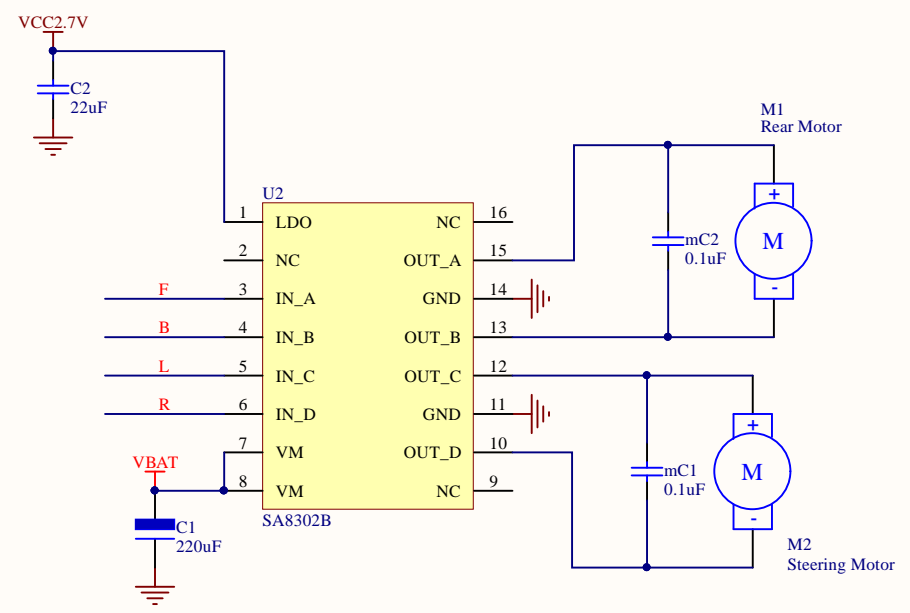 VCC2.7V
C2
22uF
M1
Rear Motor
U2
1 LDO NC 16
2 NC OUT_A 15
F 3 IN_A GND 14
B 4 IN_B OUT_B 13
L 5 IN_C OUT_C 12
R 6 IN_D GND 11
7 VM OUT_D 10
8 VM NC 9
SA8302B
mC2
0.1uF
+
M
-
VBAT
C1
220uF
mC1
0.1uF
+
M
-
M2
Steering Motor